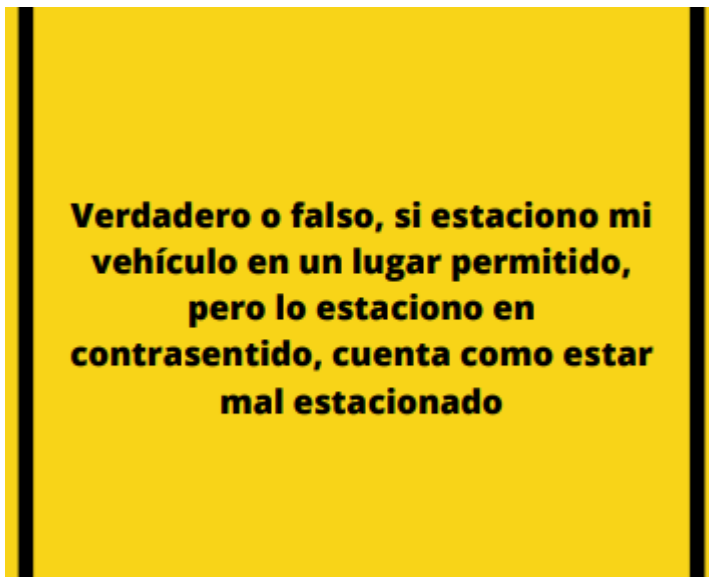 Verdadero o falso, si estaciono mi
vehículo en un lugar permitido,
pero lo estaciono en
contrasentido, cuenta como estar
mal estacionado